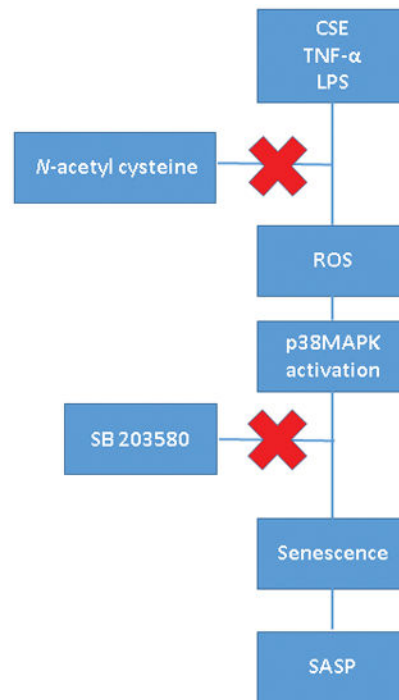 CSE
TNF-α
LPS
N-acetyl cysteine
ROS
p38MAPK
activation
SB 203580
Senescence
SASP